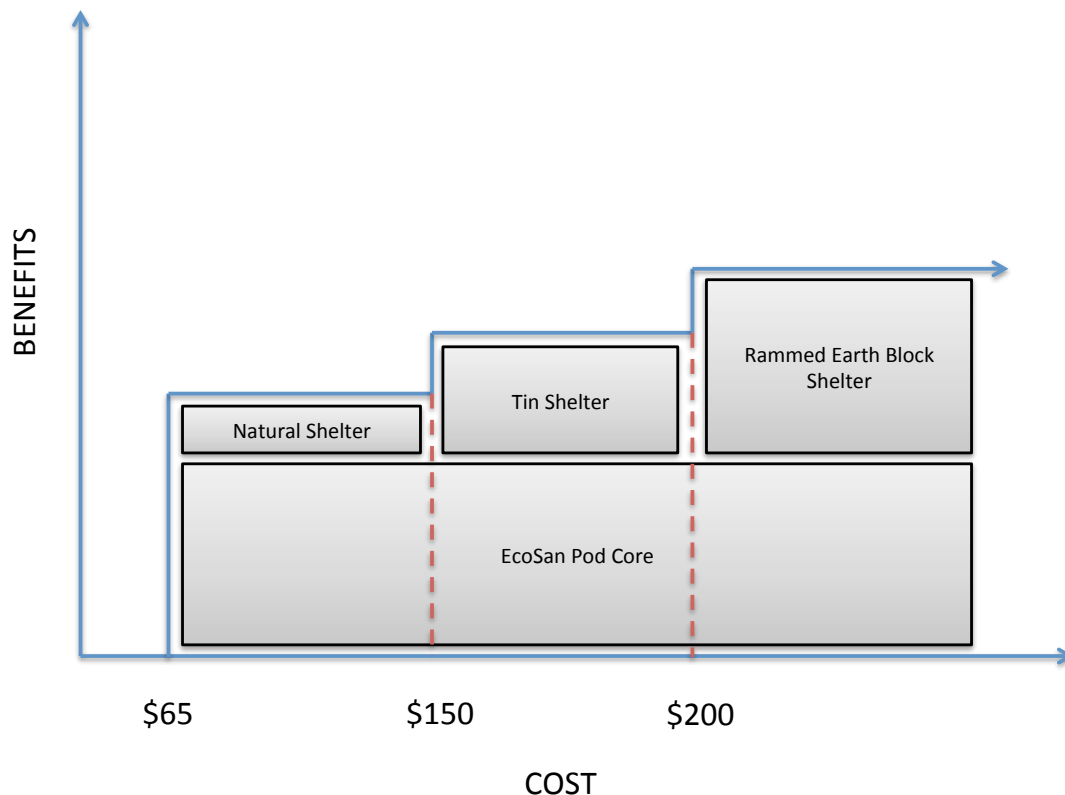 BENEFITS
Rammed Earth Block
Shelter
Tin Shelter
Natural Shelter
EcoSan Pod Core
$65
$150
$200
COST